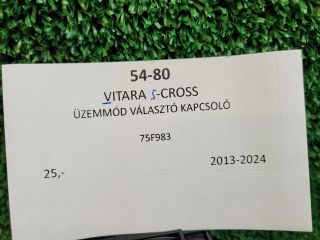 54-80
VITARA S-CROSS
ÜZEMMÓD VÁLASZTÓ KAPCSOLÓ
75F983
25,- 2013-2024